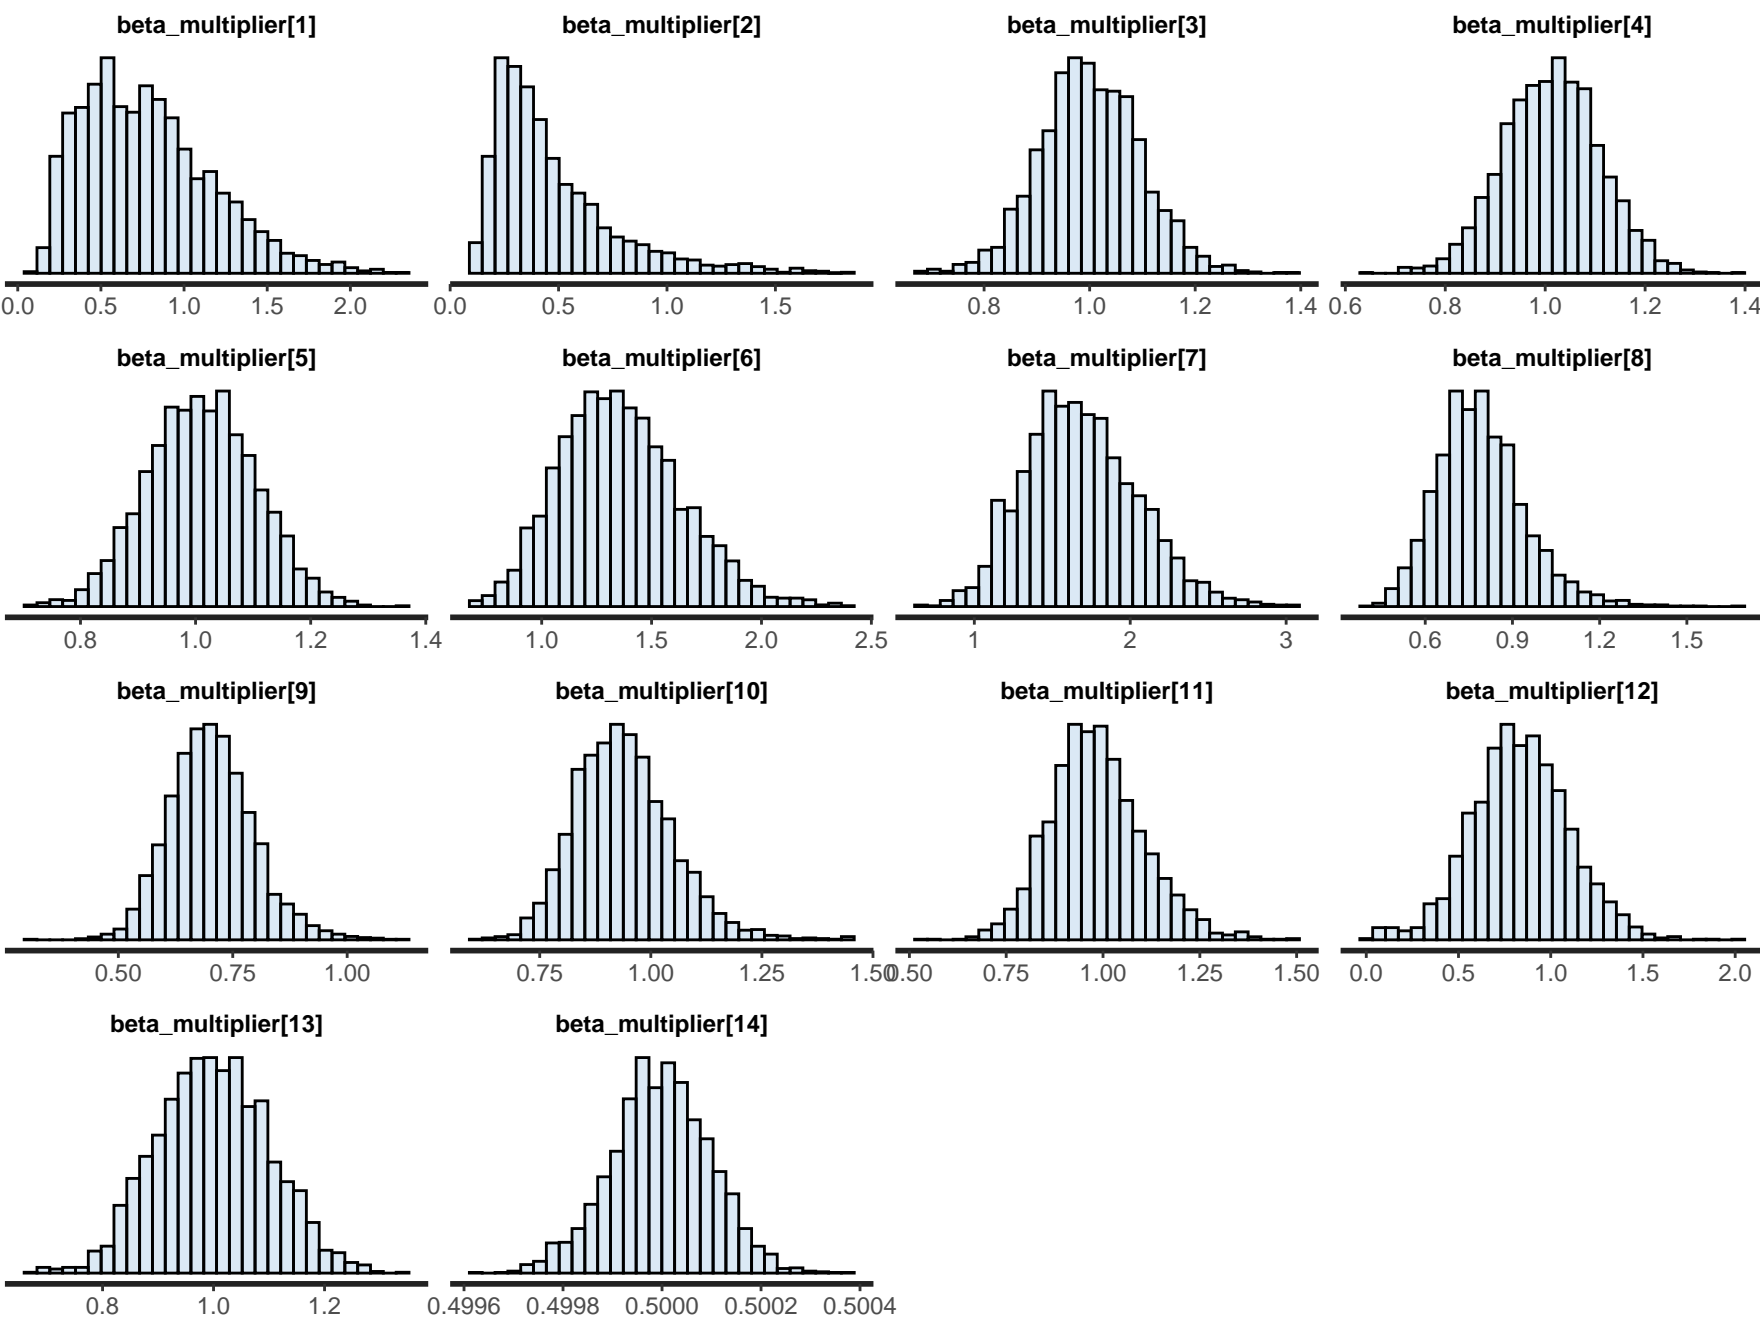 beta_multiplier[1] beta_multiplier[2] beta_multiplier[3] beta_multiplier[4]
0.0 0.5 1.0 1.5 2.0 0.0 0.5 1.0 1.5 0.8 1.0 1.2 1.4 0.6 0.8 1.0 1.2 1.4
beta_multiplier[5] beta_multiplier[6] beta_multiplier[7] beta_multiplier[8]
0.8 1.0 1.2 1.4 1.0 1.5 2.0 2.5 1 2 3 0.6 0.9 1.2 1.5
beta_multiplier[9] beta_multiplier[10] beta_multiplier[11] beta_multiplier[12]
0.50 0.75 1.00 0.75 1.00 1.25 1.50 0.50 0.75 1.00 1.25 1.50 0.0 0.5 1.0 1.5 2.0
beta_multiplier[13] beta_multiplier[14]
0.8 1.0 1.2 0.4996 0.4998 0.5000 0.5002 0.5004